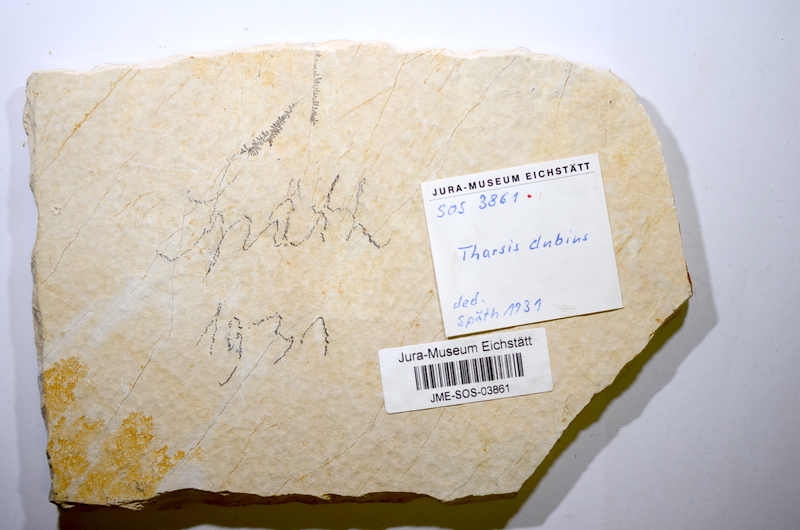 Späth
1931
JURA-MUSEUM EICHSTÄTT
SOS 3861
Tharsis dubius
ded.
Späth 1931
Jura-Museum Eichstätt
JME-SOS-03861